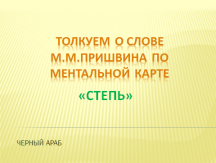 ТОЛКУЕМ О СЛОВЕ
М.М.ПРИШВИНА ПО
МЕНТАЛЬНОЙ КАРТЕ
«СТЕПЬ»
ЧЕРНЫЙ АРАБ